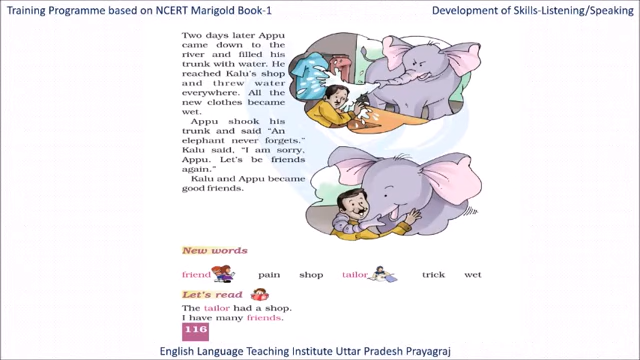 Training Programme based on NCERT Marigold Book-1
Development of Skills-Listening/Speaking
Two days later Appu
came down to the
river and filled his
trunk with water. He
reached Kalu's shop
and threw water
everywhere. All the
new clothes became
wet.
Appu shook his
trunk and said "An
elephant never forgets."
Kalu said, "I am sorry,
Appu. Let's be friends
again."
Kalu and Appu became
good friends.
New words
friend pain shop tailor trick wet
Let's read
The tailor had a shop.
I have many friends.
116
English Language Teaching Institute Uttar Pradesh Prayagraj